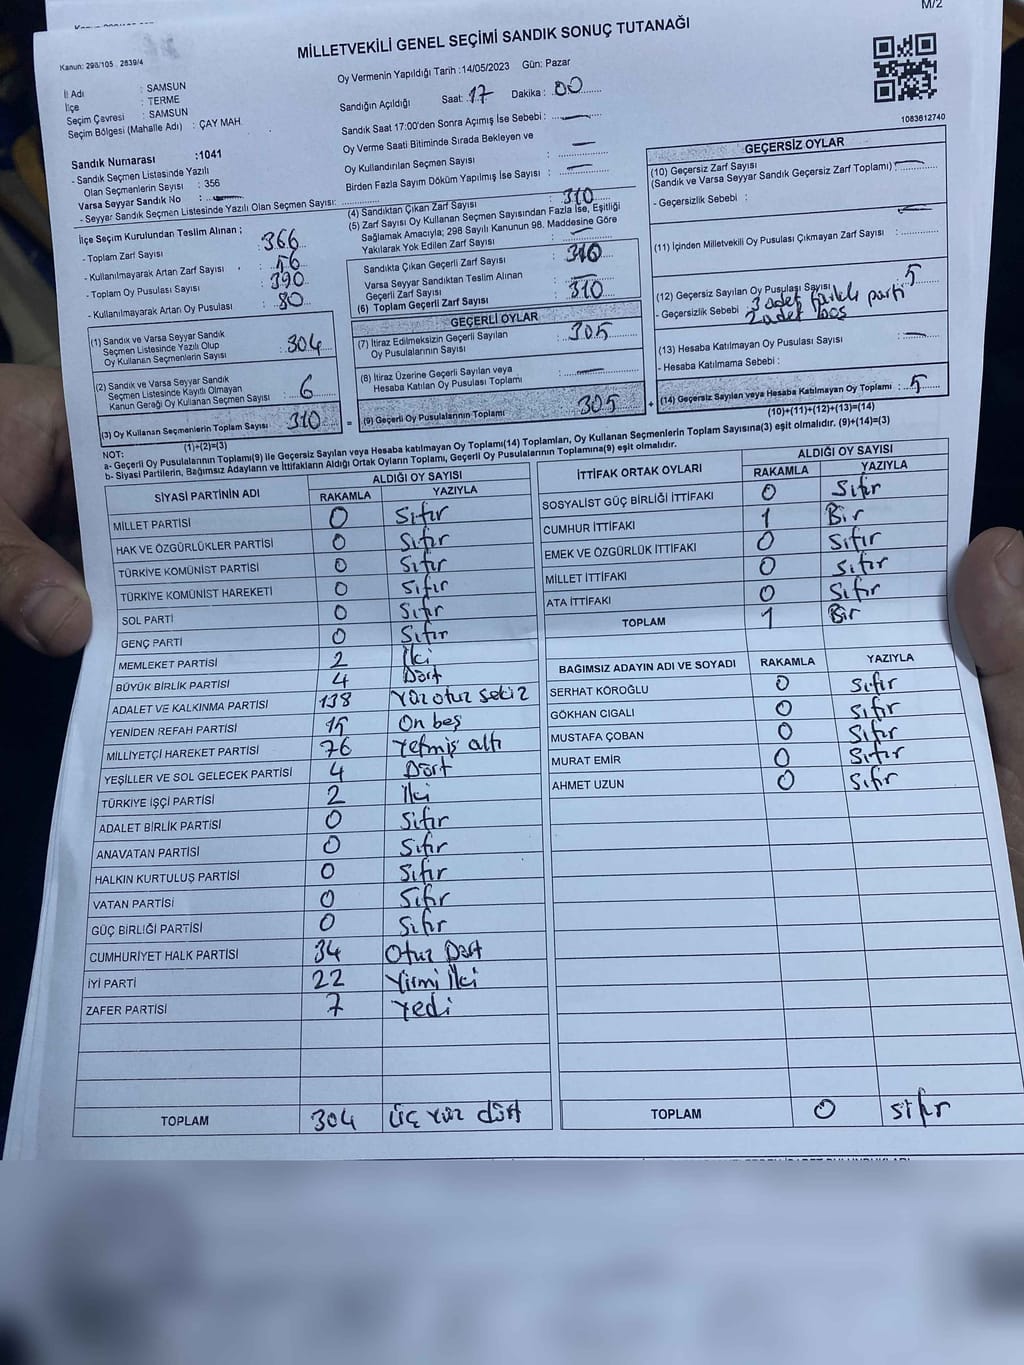 M/2
MİLLETVEKİLİ GENEL SEÇİMİ SANDIK SONUÇ TUTANAĞI
Kanun: 298/105 . 2839/4
Oy Vermenin Yapıldığı Tarih :14/05/2023 Gün: Pazar
İl Adı : SAMSUN
İlçe : TERME
Seçim Çevresi : SAMSUN
Seçim Bölgesi (Mahalle Adı) : ÇAY MAH.
Sandığın Açıldığı Saat: 17 Dakika : 00
Sandık Saat 17:00'den Sonra Açımış İse Sebebi : —
Oy Verme Saati Bitiminde Sırada Bekleyen ve
Oy Kullandırılan Seçmen Sayısı : —
Birden Fazla Sayım Döküm Yapılmış İse Sayısı : —
1083612740
Sandık Numarası :1041
- Sandık Seçmen Listesinde Yazılı
Olan Seçmenlerin Sayısı : 356
Varsa Seyyar Sandık No : —
- Seyyar Sandık Seçmen Listesinde Yazılı Olan Seçmen Sayısı:
İlçe Seçim Kurulundan Teslim Alınan ;
- Toplam Zarf Sayısı : 366
- Kullanılmayarak Artan Zarf Sayısı : 56
- Toplam Oy Pusulası Sayısı : 390
- Kullanılmayarak Artan Oy Pusulası : 80
(1) Sandık ve Varsa Seyyar Sandık
Seçmen Listesinde Yazılı Olup
Oy Kullanan Seçmenlerin Sayısı : 304
(2) Sandık ve Varsa Seyyar Sandık
Seçmen Listesinde Kayıtlı Olmayan
Kanun Gereği Oy Kullanan Seçmen Sayısı : 6
(3) Oy Kullanan Seçmenlerin Toplam Sayısı : 310
(1)+(2)=(3)
(4) Sandıktan Çıkan Zarf Sayısı : 310
(5) Zarf Sayısı Oy Kullanan Seçmen Sayısından Fazla İse, Eşitliği
Sağlamak Amacıyla; 298 Sayılı Kanunun 98. Maddesine Göre
Yakılarak Yok Edilen Zarf Sayısı : —
Sandıkta Çıkan Geçerli Zarf Sayısı : 310
Varsa Seyyar Sandıktan Teslim Alınan
Geçerli Zarf Sayısı : —
(6) Toplam Geçerli Zarf Sayısı : 310
GEÇERLİ OYLAR
(7) İtiraz Edilmeksizin Geçerli Sayılan
Oy Pusulalarının Sayısı : 305
(8) İtiraz Üzerine Geçerli Sayılan veya
Hesaba Katılan Oy Pusulası Toplamı : —
= (9) Geçerli Oy Pusulalarının Toplamı : 305
GEÇERSİZ OYLAR
(10) Geçersiz Zarf Sayısı : —
(Sandık ve Varsa Seyyar Sandık Geçersiz Zarf Toplamı)
- Geçersizlik Sebebi :
(11) İçinden Milletvekili Oy Pusulası Çıkmayan Zarf Sayısı : —
(12) Geçersiz Sayılan Oy Pusulası Sayısı : 5
- Geçersizlik Sebebi 3 adet farklı parti
2 adet boş
(13) Hesaba Katılmayan Oy Pusulası Sayısı : —
- Hesaba Katılmama Sebebi :
+ (14) Geçersiz Sayılan veya Hesaba Katılmayan Oy Toplamı : 5
(10)+(11)+(12)+(13)=(14)
NOT:
a- Geçerli Oy Pusulalarının Toplamı(9) ile Geçersiz Sayılan veya Hesaba katılmayan Oy Toplamı(14) Toplamları, Oy Kullanan Seçmenlerin Toplam Sayısına(3) eşit olmalıdır. (9)+(14)=(3)
b- Siyasi Partilerin, Bağımsız Adayların ve İttifakların Aldığı Ortak Oyların Toplamı, Geçerli Oy Pusulalarının Toplamına(9) eşit olmalıdır.
SİYASİ PARTİNİN ADI ALDIĞI OY SAYISI
RAKAMLA YAZIYLA
MİLLET PARTİSİ 0 Sıfır
HAK VE ÖZGÜRLÜKLER PARTİSİ 0 Sıfır
TÜRKİYE KOMÜNİST PARTİSİ 0 Sıfır
TÜRKİYE KOMÜNİST HAREKETİ 0 Sıfır
SOL PARTİ 0 Sıfır
GENÇ PARTİ 0 Sıfır
MEMLEKET PARTİSİ 2 İki
BÜYÜK BİRLİK PARTİSİ 4 Dört
ADALET VE KALKINMA PARTİSİ 138 Yüz otuz sekiz
YENİDEN REFAH PARTİSİ 15 On beş
MİLLİYETÇİ HAREKET PARTİSİ 76 Yetmiş altı
YEŞİLLER VE SOL GELECEK PARTİSİ 4 Dört
TÜRKİYE İŞÇİ PARTİSİ 2 İki
ADALET BİRLİK PARTİSİ 0 Sıfır
ANAVATAN PARTİSİ 0 Sıfır
HALKIN KURTULUŞ PARTİSİ 0 Sıfır
VATAN PARTİSİ 0 Sıfır
GÜÇ BİRLİĞİ PARTİSİ 0 Sıfır
CUMHURİYET HALK PARTİSİ 34 Otuz Dört
İYİ PARTİ 22 Yirmi İki
ZAFER PARTİSİ 7 Yedi
TOPLAM 304 Üç Yüz dört
İTTİFAK ORTAK OYLARI ALDIĞI OY SAYISI
RAKAMLA YAZIYLA
SOSYALİST GÜÇ BİRLİĞİ İTTİFAKI 0 Sıfır
CUMHUR İTTİFAKI 1 Bir
EMEK VE ÖZGÜRLÜK İTTİFAKI 0 Sıfır
MİLLET İTTİFAKI 0 Sıfır
ATA İTTİFAKI 0 Sıfır
TOPLAM 1 Bir
BAĞIMSIZ ADAYIN ADI VE SOYADI RAKAMLA YAZIYLA
SERHAT KÖROĞLU 0 Sıfır
GÖKHAN CIGALI 0 Sıfır
MUSTAFA ÇOBAN 0 Sıfır
MURAT EMİR 0 Sıfır
AHMET UZUN 0 Sıfır
TOPLAM 0 Sıfır